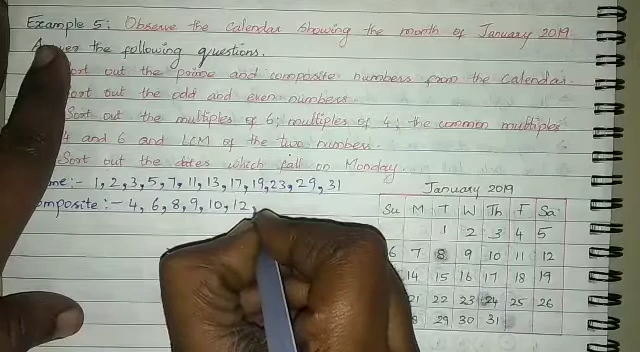 Example 5: Observe the Calendar showing the month of January 2019
the following questions.
Sort out the prime and composite numbers from the calendar.
Sort out the odd and even numbers.
Sort out the multiples of 6, multiples of 4, the common multiples
4 and 6 and LCM of the two numbers.
Sort out the dates which fall on Monday.
:- 1, 2, 3, 5, 7, 11, 13, 17, 19, 23, 29, 31
:- 4, 6, 8, 9, 10, 12,
January 2019
Su M T W Th F Sa
1 2 3 4 5
6 7 8 9 10 11 12
14 15 16 17 18 19
21 22 23 24 25 26
29 30 31